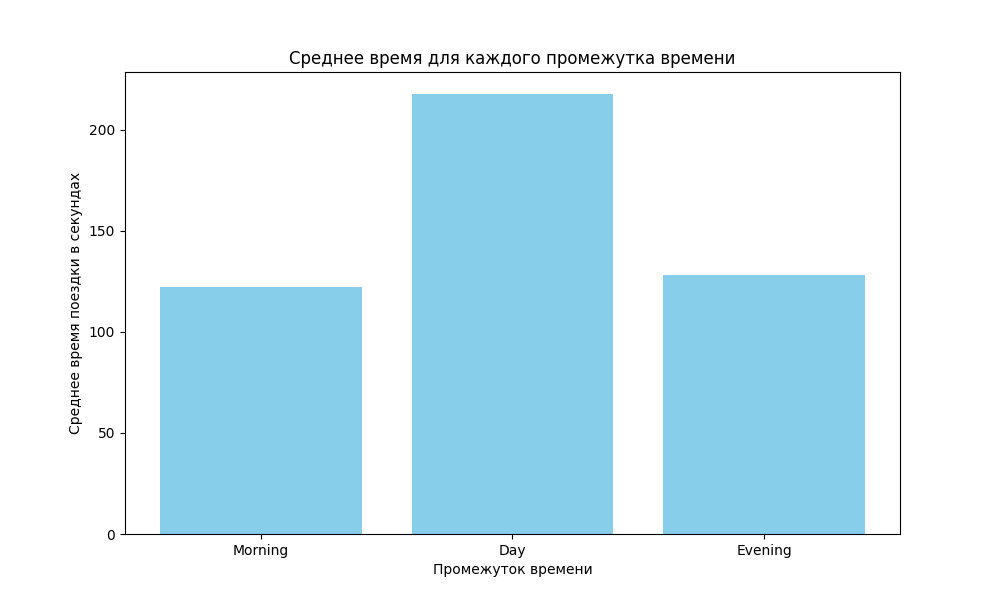 Среднее время для каждого промежутка времени
Среднее время поездки в секундах
200
150
100
50
0
Morning
Day
Evening
Промежуток времени